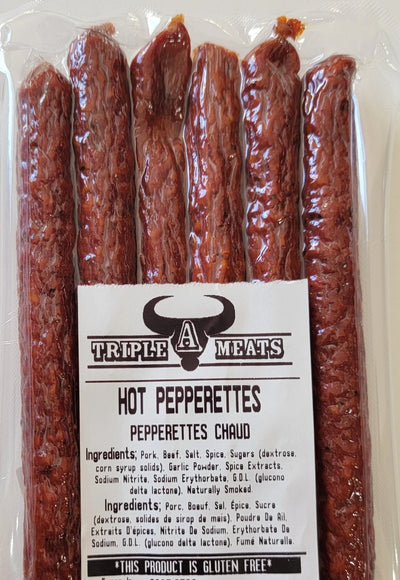 TRIPLE A MEATS
HOT PEPPERETTES
PEPPERETTES CHAUD
Ingredients; Pork, Beef, Salt, Spice, Sugars (dextrose,
corn syrup solids), Garlic Powder, Spice Extracts,
Sodium Nitrite, Sodium Erythorbate, G.D.L. (glucono
delta lactone), Naturally Smoked.
Ingredients; Porc, Boeuf, Sal, Épice, Sucre
(dextrose, solides de sirop de mais), Poudre De Ail,
Extraits D'épices, Nitrite De Sodium, Erythorbate De
Sodium, G.D.L (glucono delta lactone), Fumé Naturelle.
*THIS PRODUCT IS GLUTEN FREE*